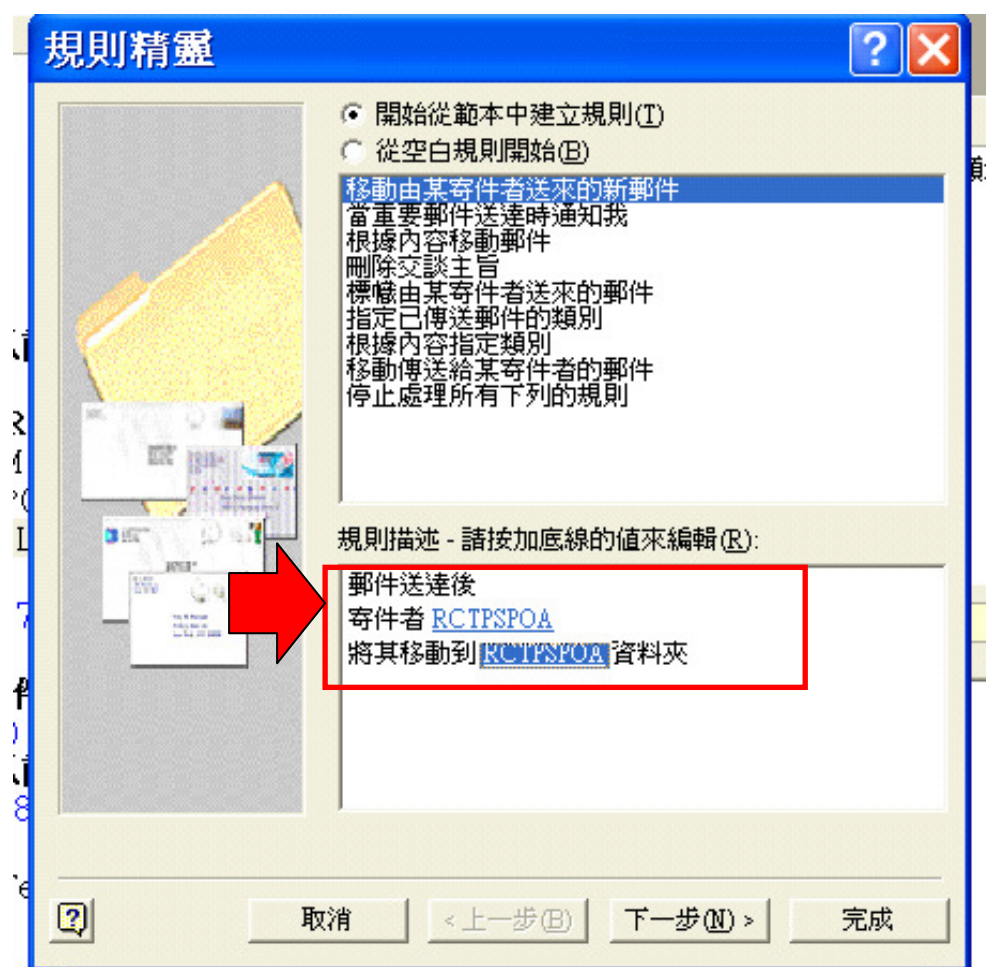 規則精靈
開始從範本中建立規則(T)
從空白規則開始(B)
移動由某寄件者送來的新郵件
當重要郵件送達時通知我
根據內容移動郵件
刪除交談主旨
標幟由某寄件者送來的郵件
指定已傳送郵件的類別
根據內容指定類別
移動傳送給某寄件者的郵件
停止處理所有下列的規則
規則描述 - 請按加底線的值來編輯(R):
郵件送達後
寄件者 RCTPSPOA
將其移動到 RCTPSPOA 資料夾
取消
< 上一步(B)
下一步(N) >
完成